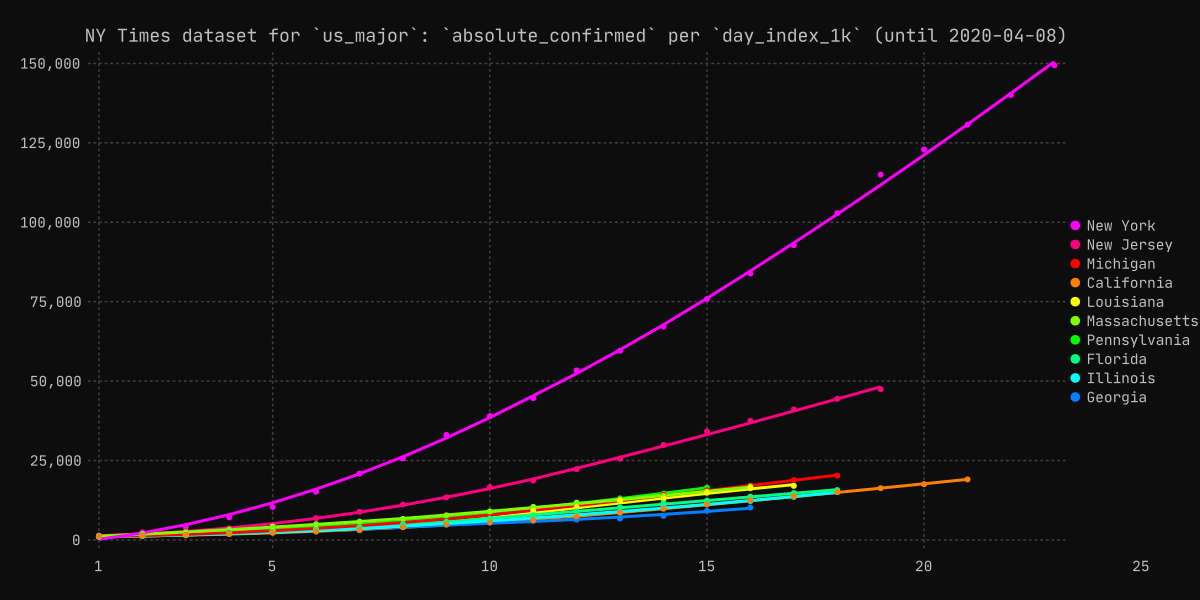 NY Times dataset for `us_major`: `absolute_confirmed` per `day_index_1k` (until 2020-04-08)
150,000
125,000
100,000
75,000
50,000
25,000
0
1 5 10 15 20 25
New York
New Jersey
Michigan
California
Louisiana
Massachusetts
Pennsylvania
Florida
Illinois
Georgia